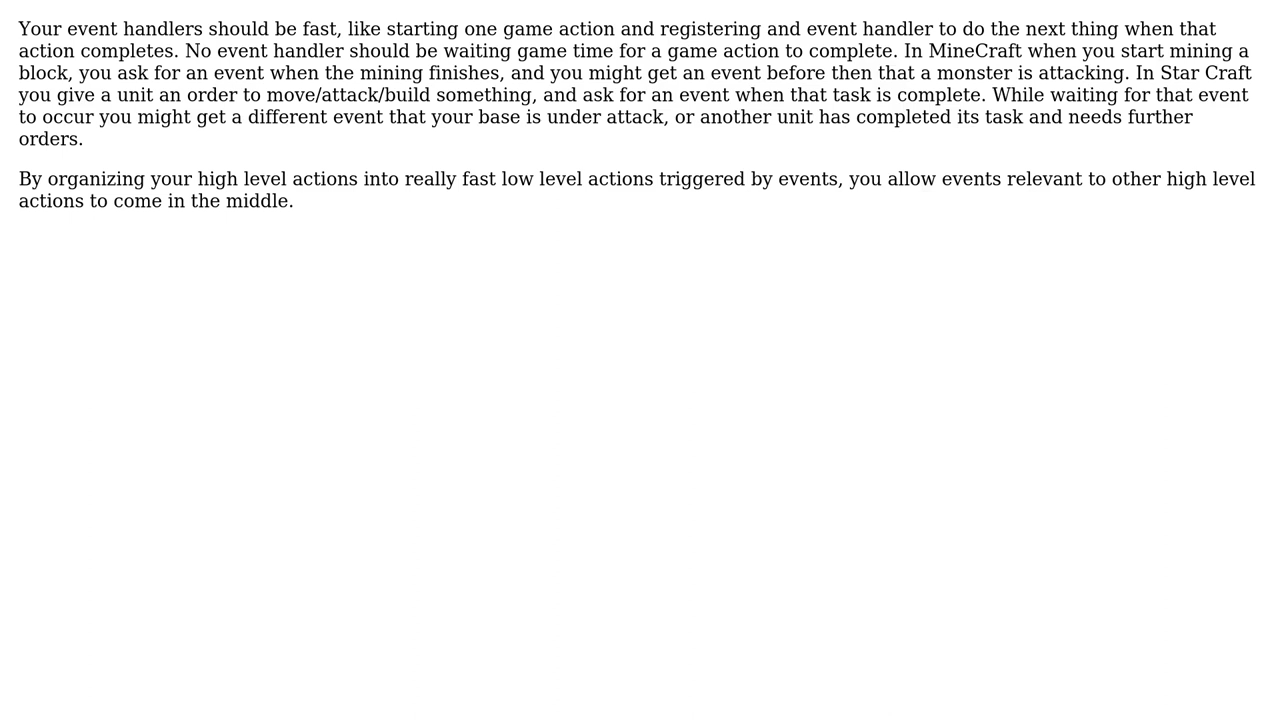 Your event handlers should be fast, like starting one game action and registering and event handler to do the next thing when that
action completes. No event handler should be waiting game time for a game action to complete. In MineCraft when you start mining a
block, you ask for an event when the mining finishes, and you might get an event before then that a monster is attacking. In Star Craft
you give a unit an order to move/attack/build something, and ask for an event when that task is complete. While waiting for that event
to occur you might get a different event that your base is under attack, or another unit has completed its task and needs further
orders.
By organizing your high level actions into really fast low level actions triggered by events, you allow events relevant to other high level
actions to come in the middle.